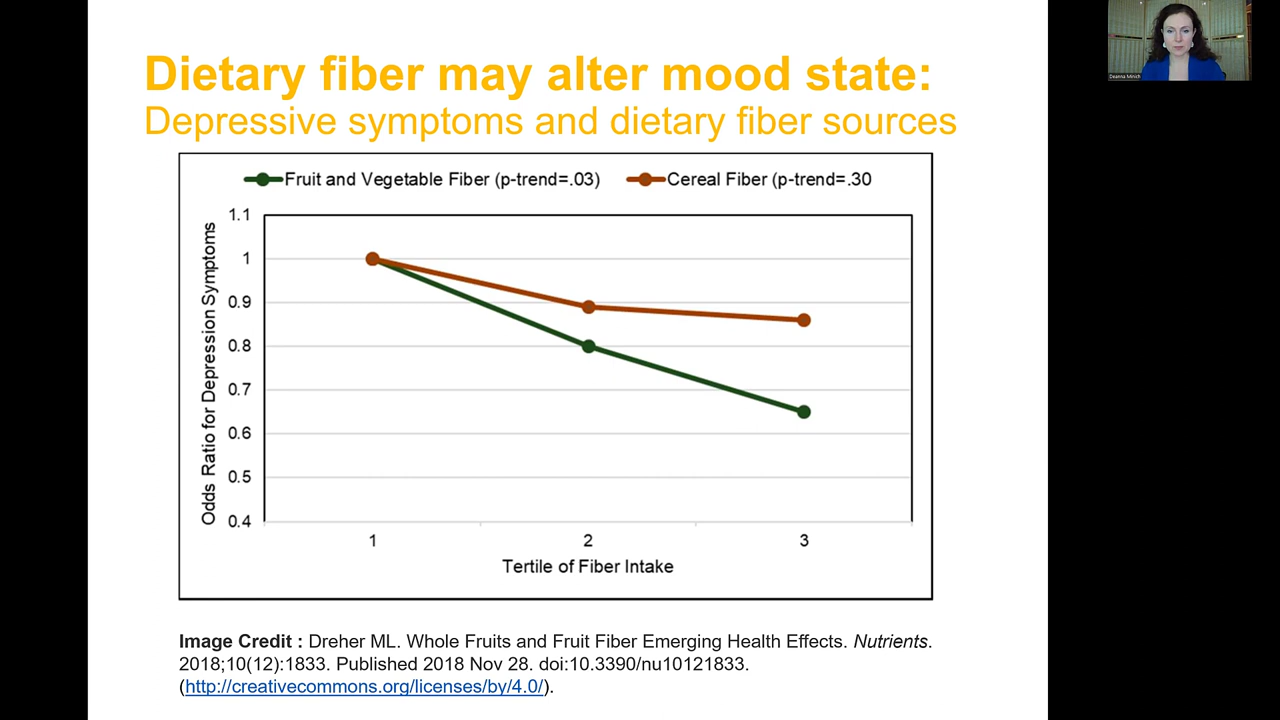 Dietary fiber may alter mood state:
Depressive symptoms and dietary fiber sources
Fruit and Vegetable Fiber (p-trend=.03) Cereal Fiber (p-trend=.30
Odds Ratio for Depression Symptoms
1.1
1
0.9
0.8
0.7
0.6
0.5
0.4
1 2 3
Tertile of Fiber Intake
Image Credit : Dreher ML. Whole Fruits and Fruit Fiber Emerging Health Effects. Nutrients.
2018;10(12):1833. Published 2018 Nov 28. doi:10.3390/nu10121833.
(http://creativecommons.org/licenses/by/4.0/).
Deanna Minich